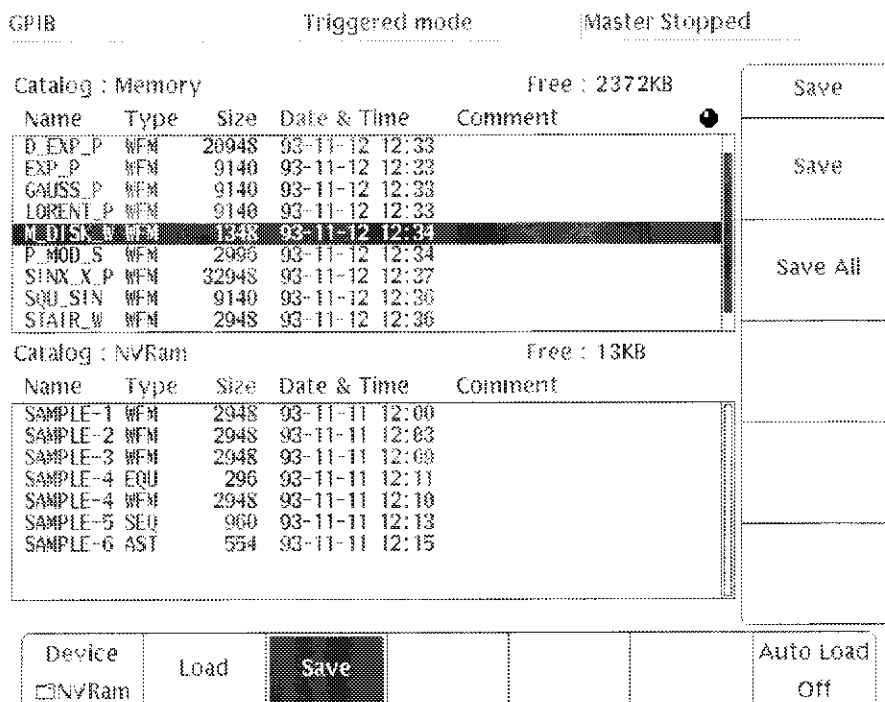 GPIB Triggered mode Master Stopped
Catalog : Memory Free : 2372KB Save
Name Type Size Date & Time Comment
D_EXP_P WFM 20948 93-11-12 12:33
EXP_P WFM 9140 93-11-12 12:33 Save
GAUSS_P WFM 9140 93-11-12 12:33
LORENT_P WFM 9140 93-11-12 12:33
M_DISK_W WFM 1348 93-11-12 12:34
P_MOD_S WFM 2996 93-11-12 12:34
SINX_X_P WFM 32948 93-11-12 12:37 Save All
SQU_SIN WFM 9140 93-11-12 12:36
STAIR_W WFM 2948 93-11-12 12:36
Catalog : NVRam Free : 13KB
Name Type Size Date & Time Comment
SAMPLE-1 WFM 2948 93-11-11 12:00
SAMPLE-2 WFM 2948 93-11-11 12:03
SAMPLE-3 WFM 2948 93-11-11 12:09
SAMPLE-4 EQU 296 93-11-11 12:11
SAMPLE-4 WFM 2948 93-11-11 12:10
SAMPLE-5 SEQ 960 93-11-11 12:13
SAMPLE-6 AST 554 93-11-11 12:15
Device Load Save Auto Load
NVRam Off